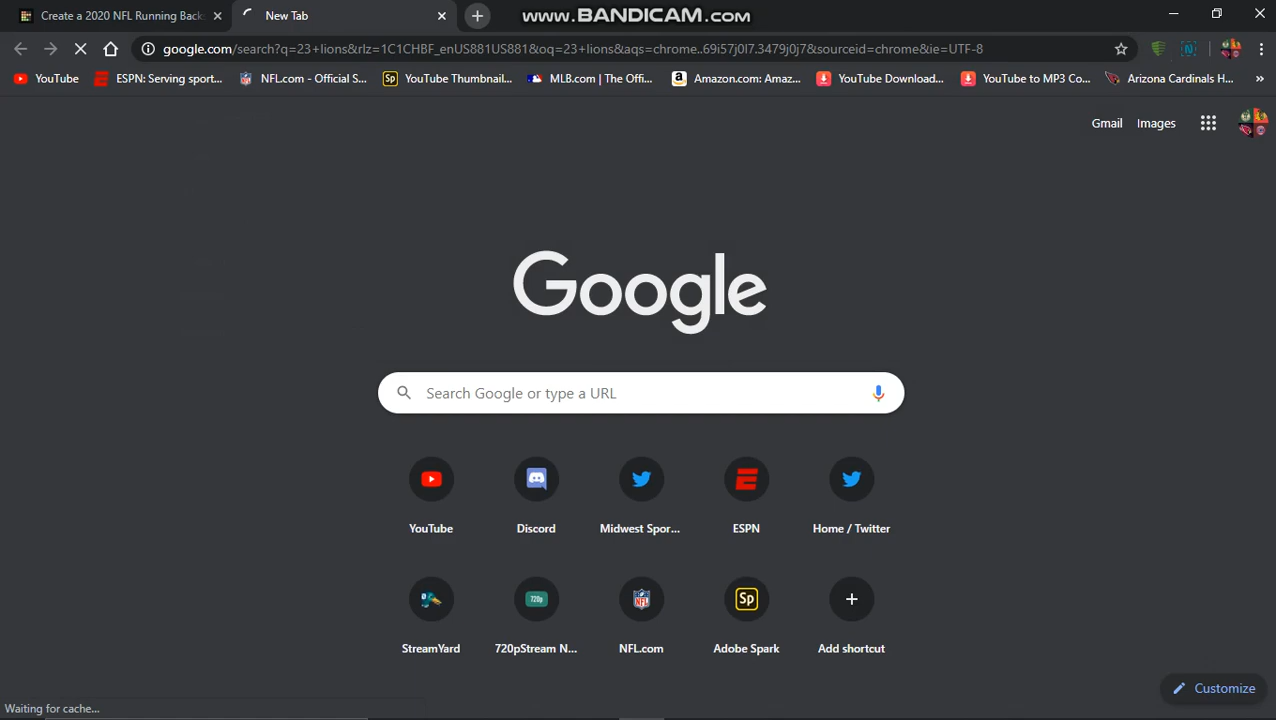 Create a 2020 NFL Running Back
New Tab
www.BANDICAM.com
google.com/search?q=23+lions&rlz=1C1CHBF_enUS881US881&oq=23+lions&aqs=chrome..69i57j0l7.3479j0j7&sourceid=chrome&ie=UTF-8
YouTube
ESPN: Serving sport...
NFL.com - Official S...
Sp
YouTube Thumbnail...
MLB.com | The Offi...
Amazon.com: Amaz...
YouTube Download...
YouTube to MP3 Co...
Arizona Cardinals H...
Gmail
Images
Google
Search Google or type a URL
YouTube
Discord
Midwest Spor...
ESPN
Home / Twitter
720p
NFL
Sp
StreamYard
720pStream N...
NFL.com
Adobe Spark
Add shortcut
Customize
Waiting for cache...